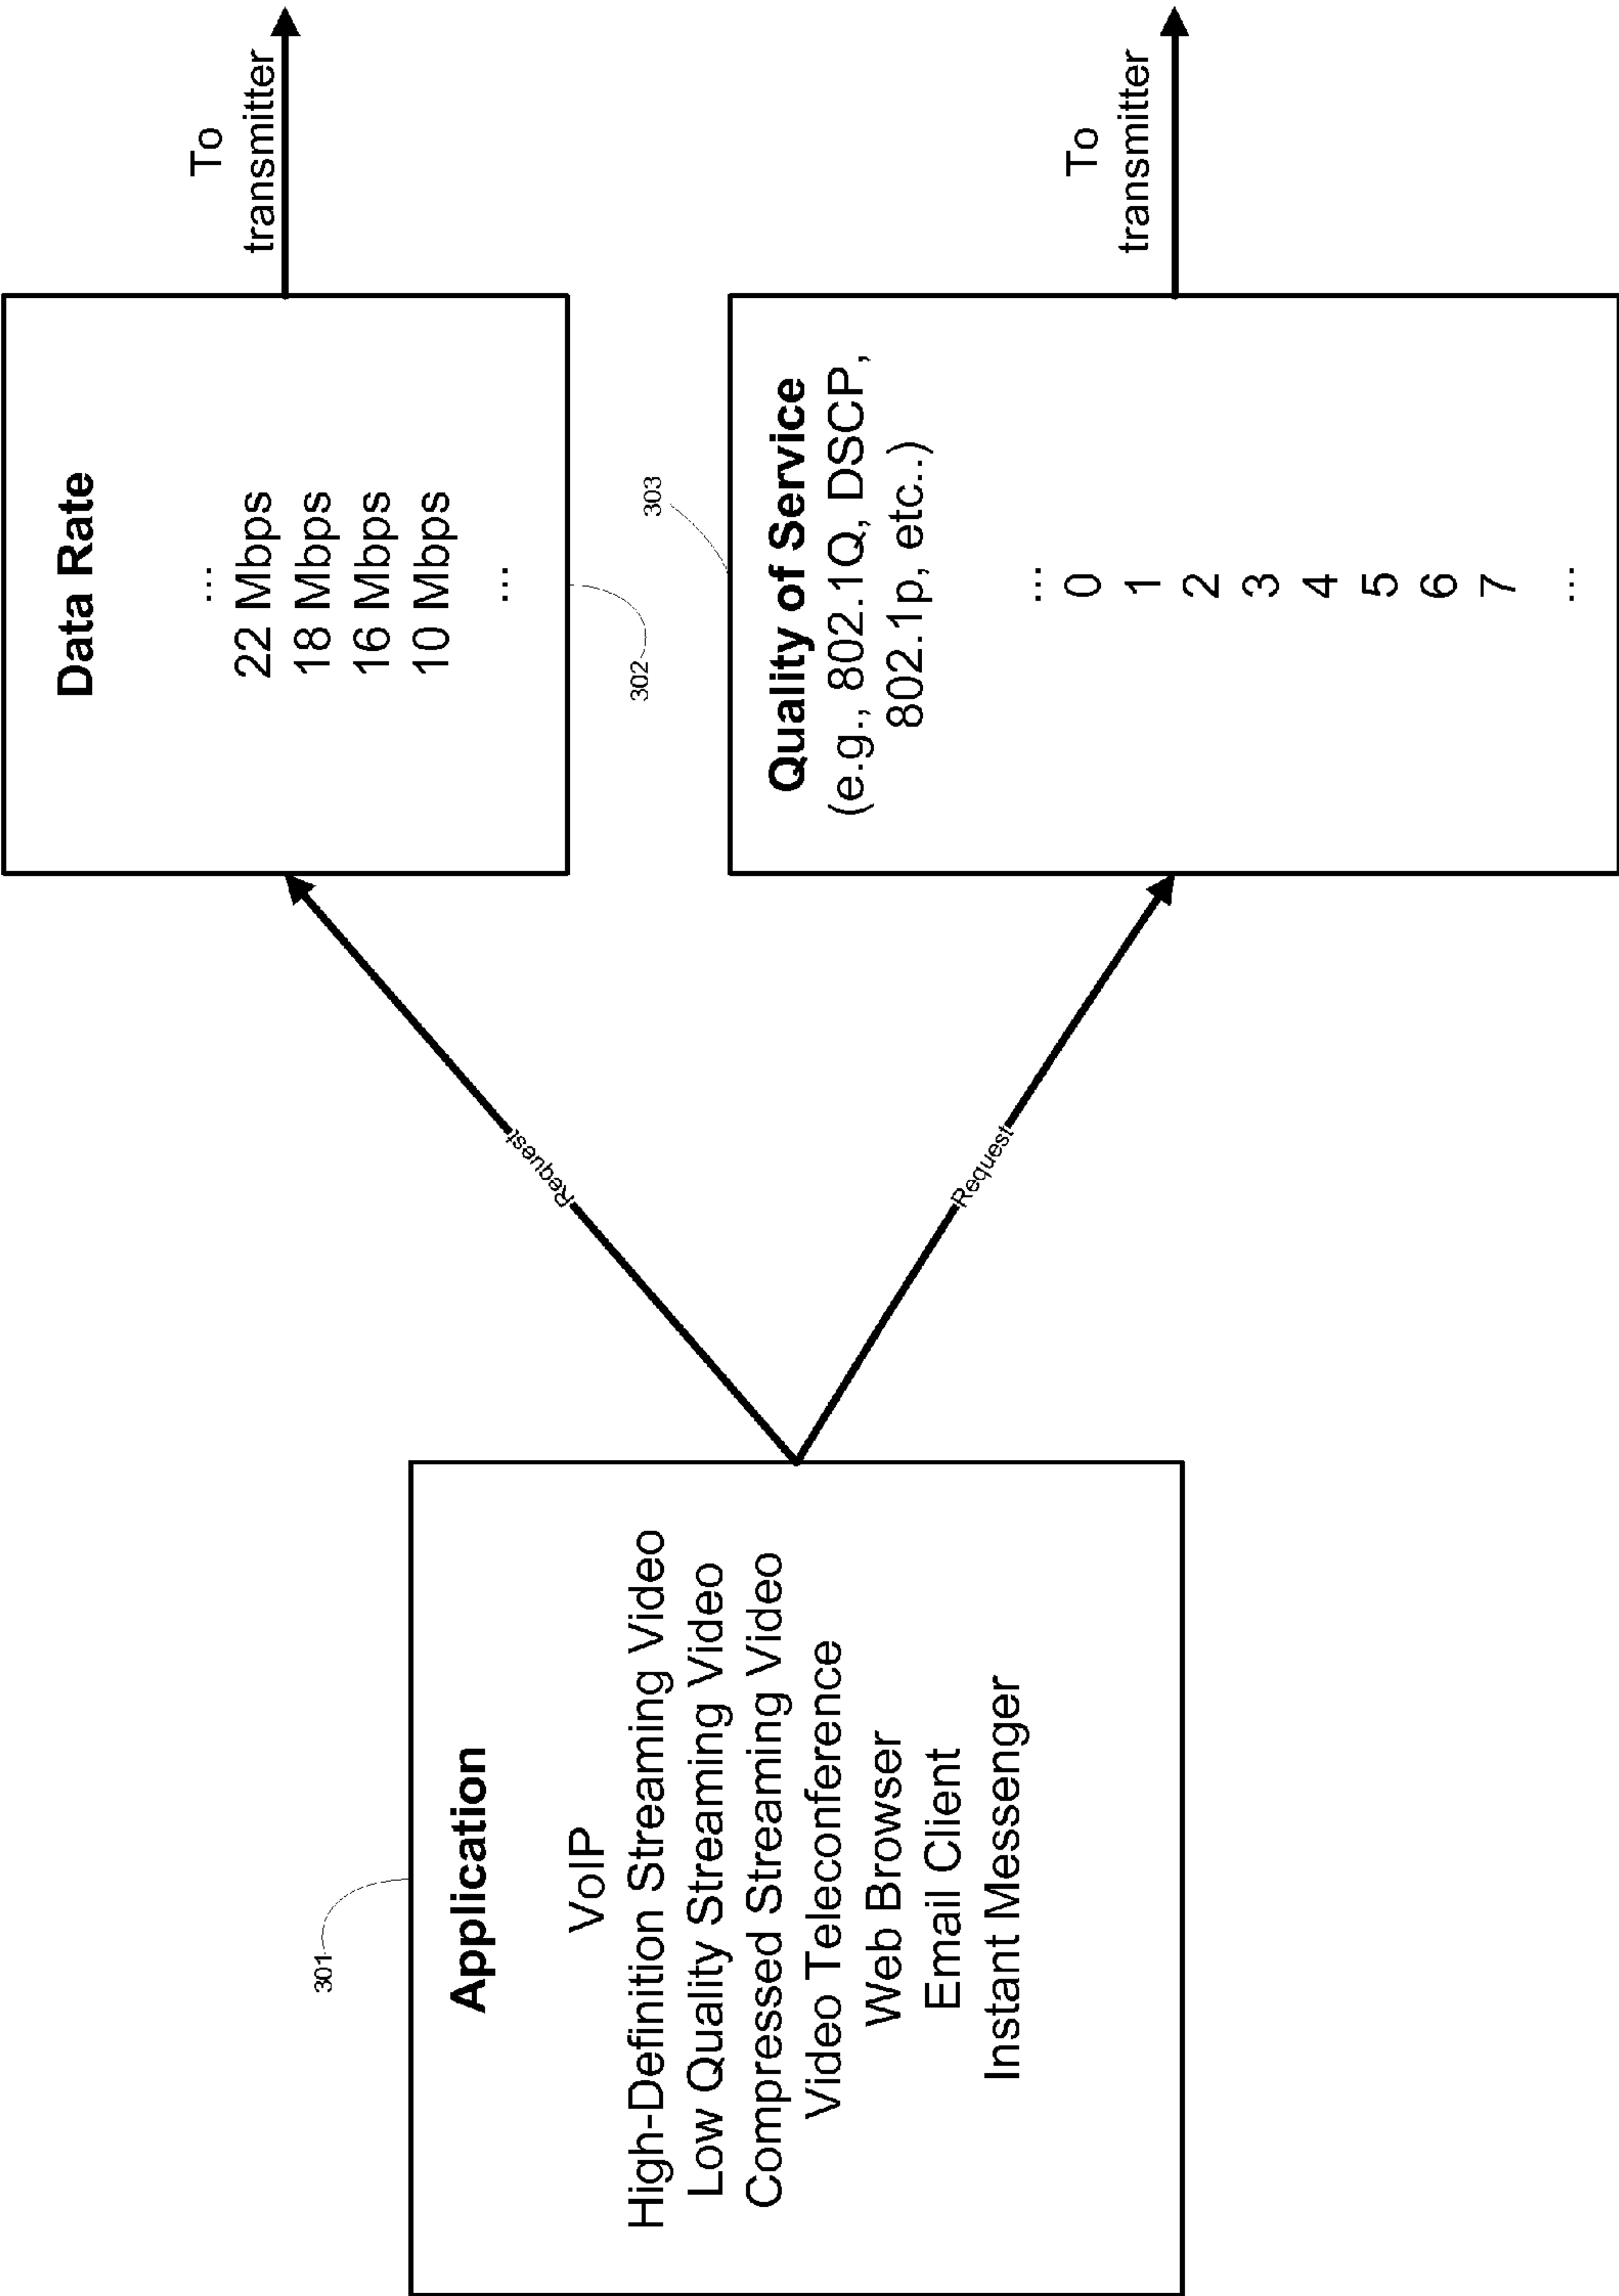 301
Application
VoIP
High-Definition Streaming Video
Low Quality Streaming Video
Compressed Streaming Video
Video Teleconference
Web Browser
Email Client
Instant Messenger
Request
Request
Data Rate
...
22 Mbps
18 Mbps
16 Mbps
10 Mbps
...
302
To
transmitter
303
Quality of Service
(e.g., 802.1Q, DSCP,
802.1p, etc..)
...
0
1
2
3
4
5
6
7
...
To
transmitter